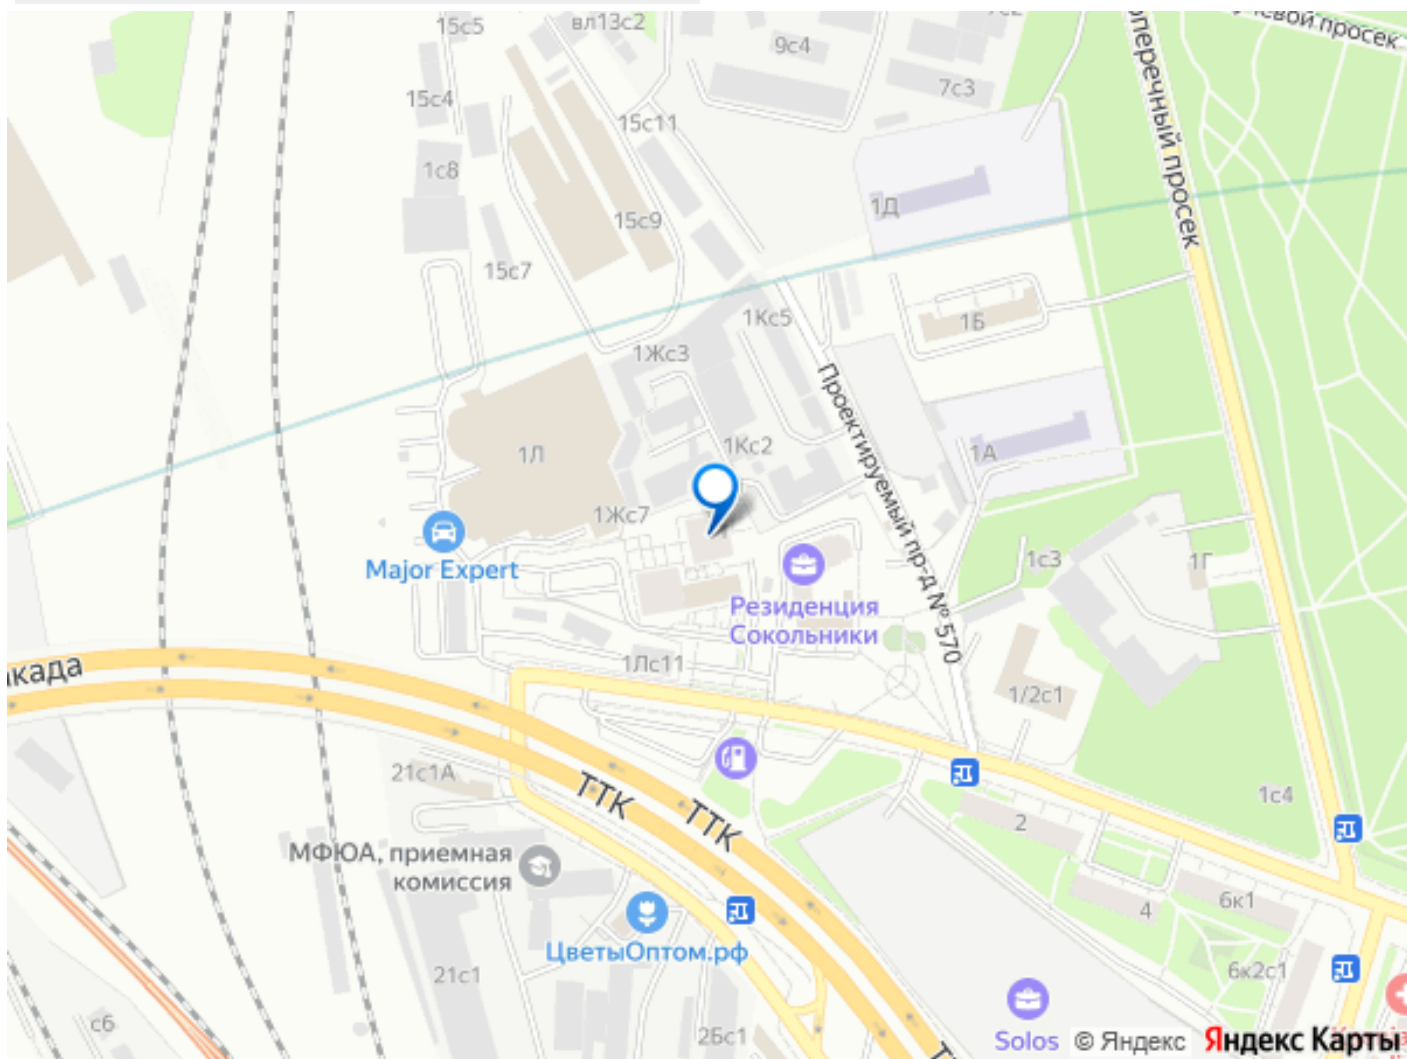 15с5
вл13с2
9с4
7с3
15с4
15с11
1с8
Поперечный просек
1Д
15с9
15с7
1Кс5
1Б
1Жс3
Проектируемый пр-д № 570
1Л
1Кс2
1А
1Жс7
Major Expert
1с3
1Г
Резиденция
Сокольники
1Лс11
1/2с1
21с1А
ТТК
ТТК
1с4
2
МФЮА, приемная
комиссия
4
6к1
ЦветыОптом.рф
21с1
6к2с1
с6
2Бс1
Solos
© Яндекс
Яндекс Карты